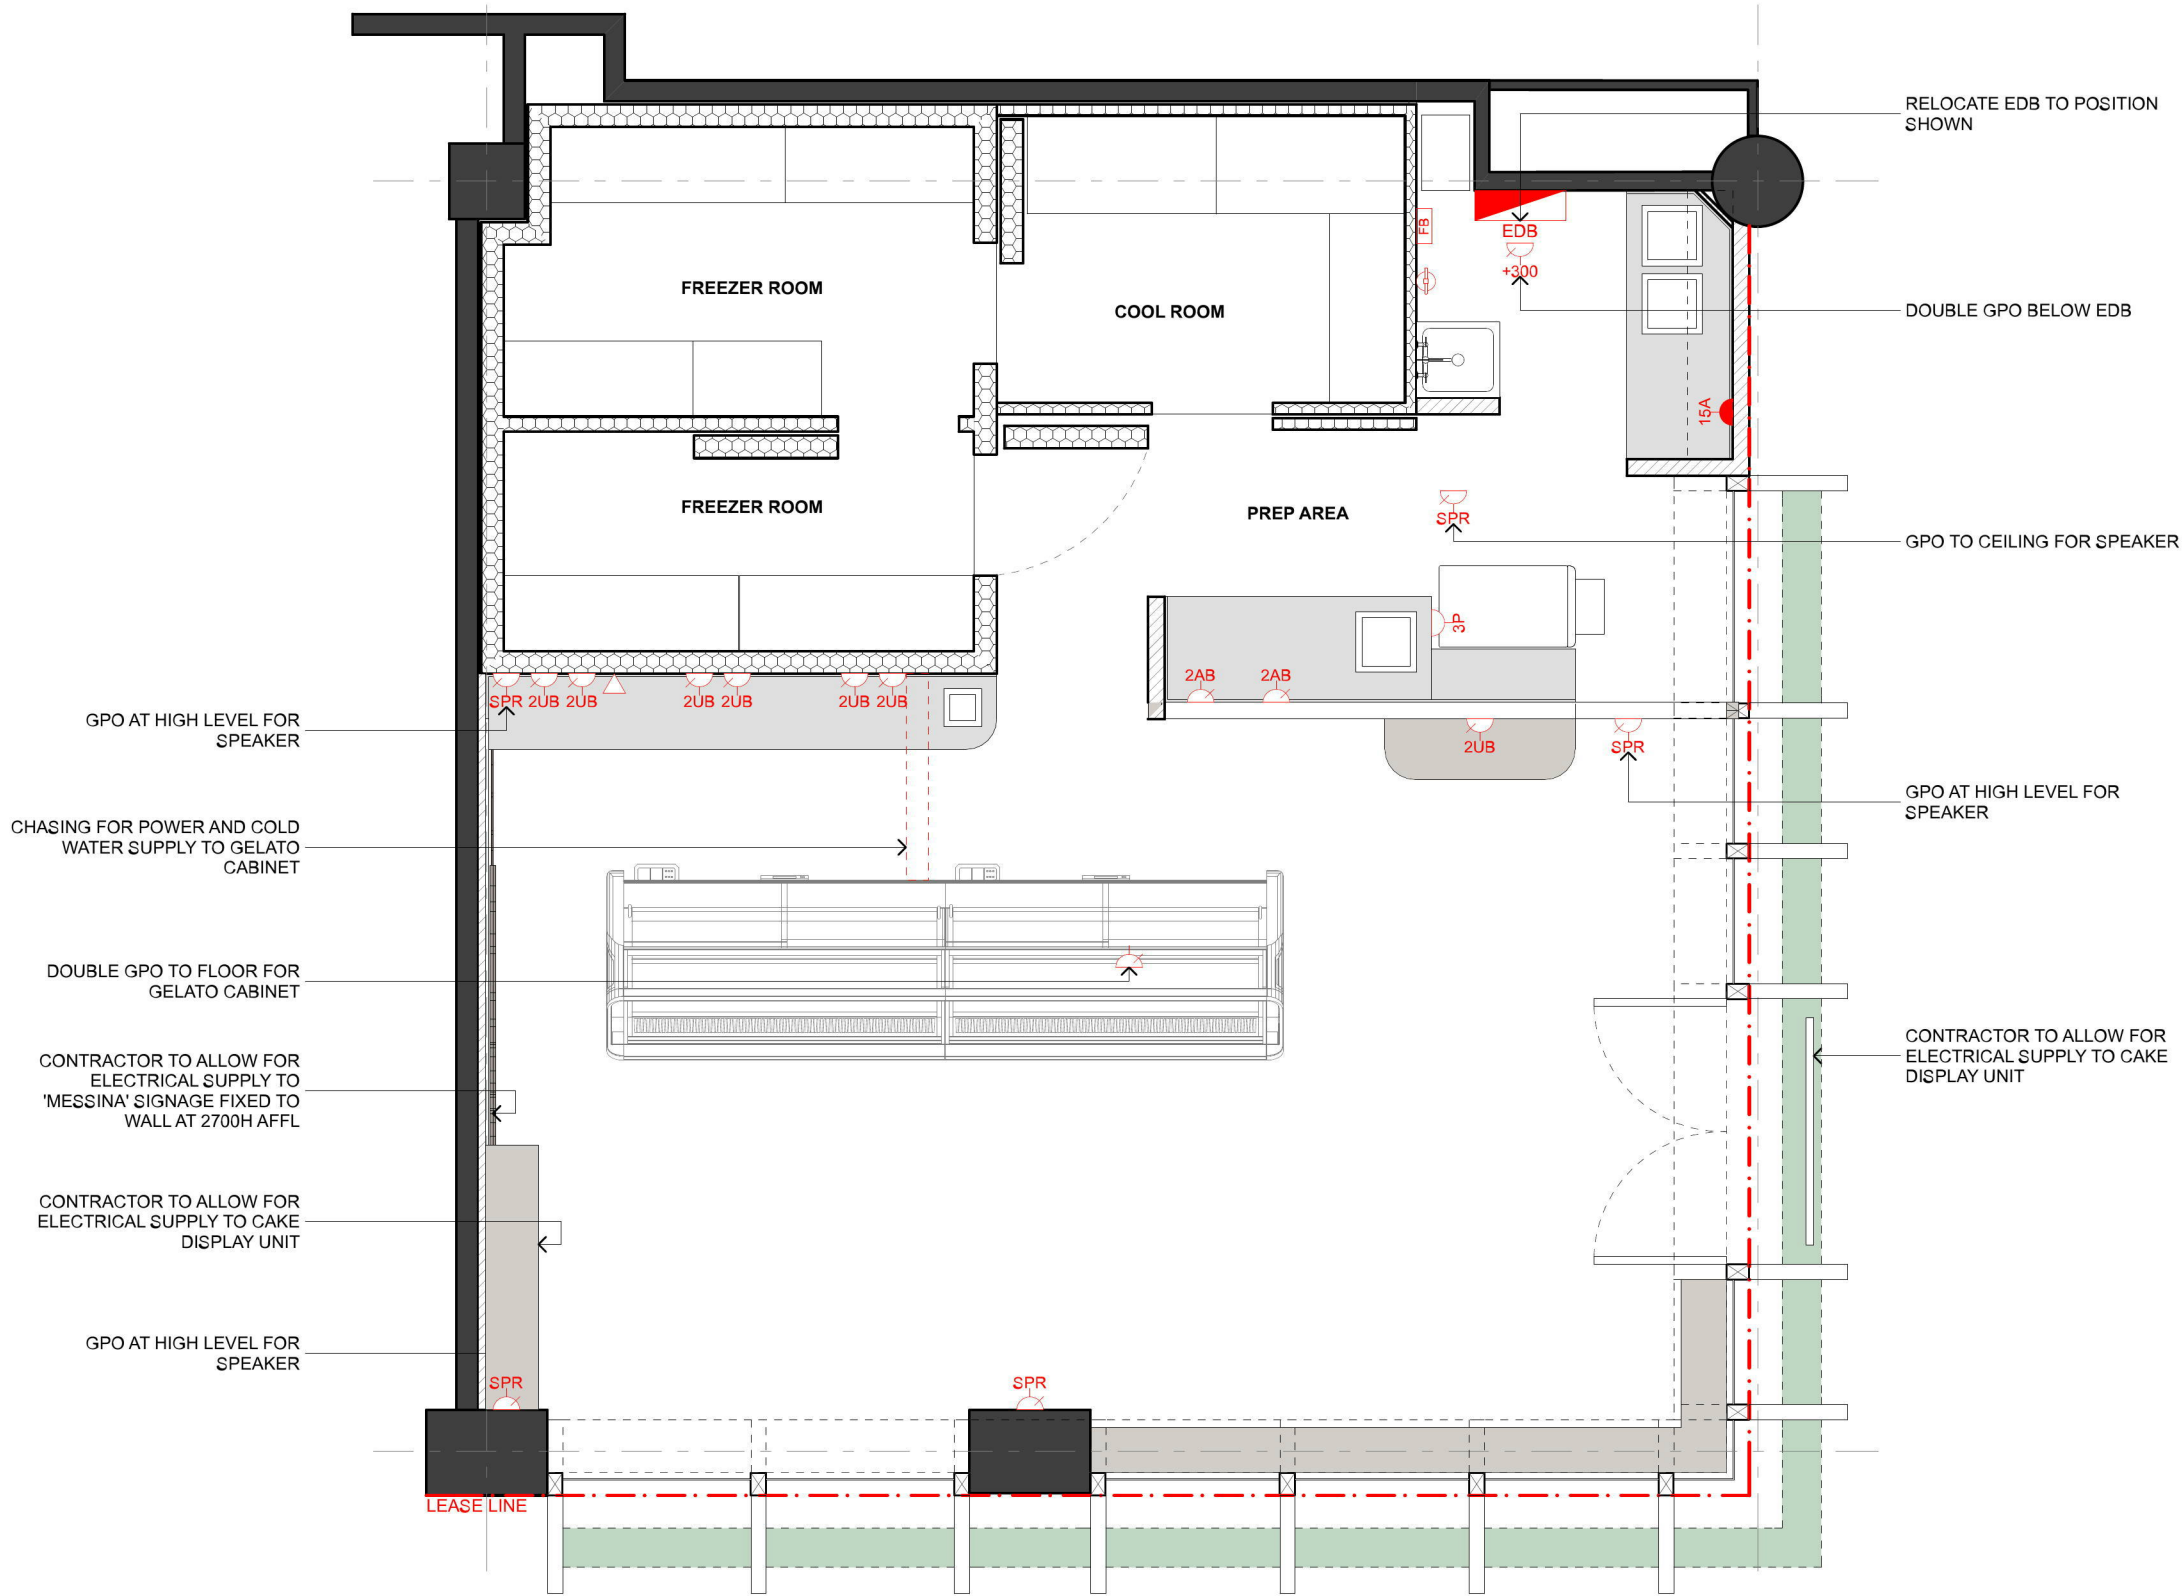 RELOCATE EDB TO POSITION
SHOWN
FB
EDB
+300
FREEZER ROOM
COOL ROOM
DOUBLE GPO BELOW EDB
15A
FREEZER ROOM
PREP AREA
SPR
GPO TO CEILING FOR SPEAKER
3P
2AB
2AB
SPR
2UB
2UB
2UB
2UB
2UB
2UB
GPO AT HIGH LEVEL FOR
SPEAKER
2UB
SPR
GPO AT HIGH LEVEL FOR
SPEAKER
CHASING FOR POWER AND COLD
WATER SUPPLY TO GELATO
CABINET
DOUBLE GPO TO FLOOR FOR
GELATO CABINET
CONTRACTOR TO ALLOW FOR
ELECTRICAL SUPPLY TO CAKE
DISPLAY UNIT
CONTRACTOR TO ALLOW FOR
ELECTRICAL SUPPLY TO
'MESSINA' SIGNAGE FIXED TO
WALL AT 2700H AFFL
CONTRACTOR TO ALLOW FOR
ELECTRICAL SUPPLY TO CAKE
DISPLAY UNIT
GPO AT HIGH LEVEL FOR
SPEAKER
SPR
SPR
LEASE LINE